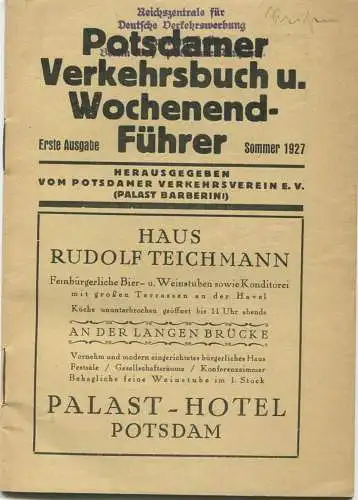 Reichszentrale für
Deutsche Verkehrswerbung
Potsdamer
Verkehrsbuch u.
Wochenend-
Führer
Erste Ausgabe
Sommer 1927
HERAUSGEGEBEN
VOM POTSDAMER VERKEHRSVEREIN E. V.
(PALAST BARBERINI)
HAUS
RUDOLF TEICHMANN
Feinbürgerliche Bier- u. Weinstuben sowie Konditorei
mit großen Terrassen an der Havel
Küche ununterbrochen geöffnet bis 11 Uhr abends
AN DER LANGEN BRÜCKE
Vornehm und modern eingerichtetes bürgerliches Haus
Festsäle / Gesellschaftsräume / Konferenzzimmer
Behagliche feine Weinstube im 1. Stock
PALAST-HOTEL
POTSDAM